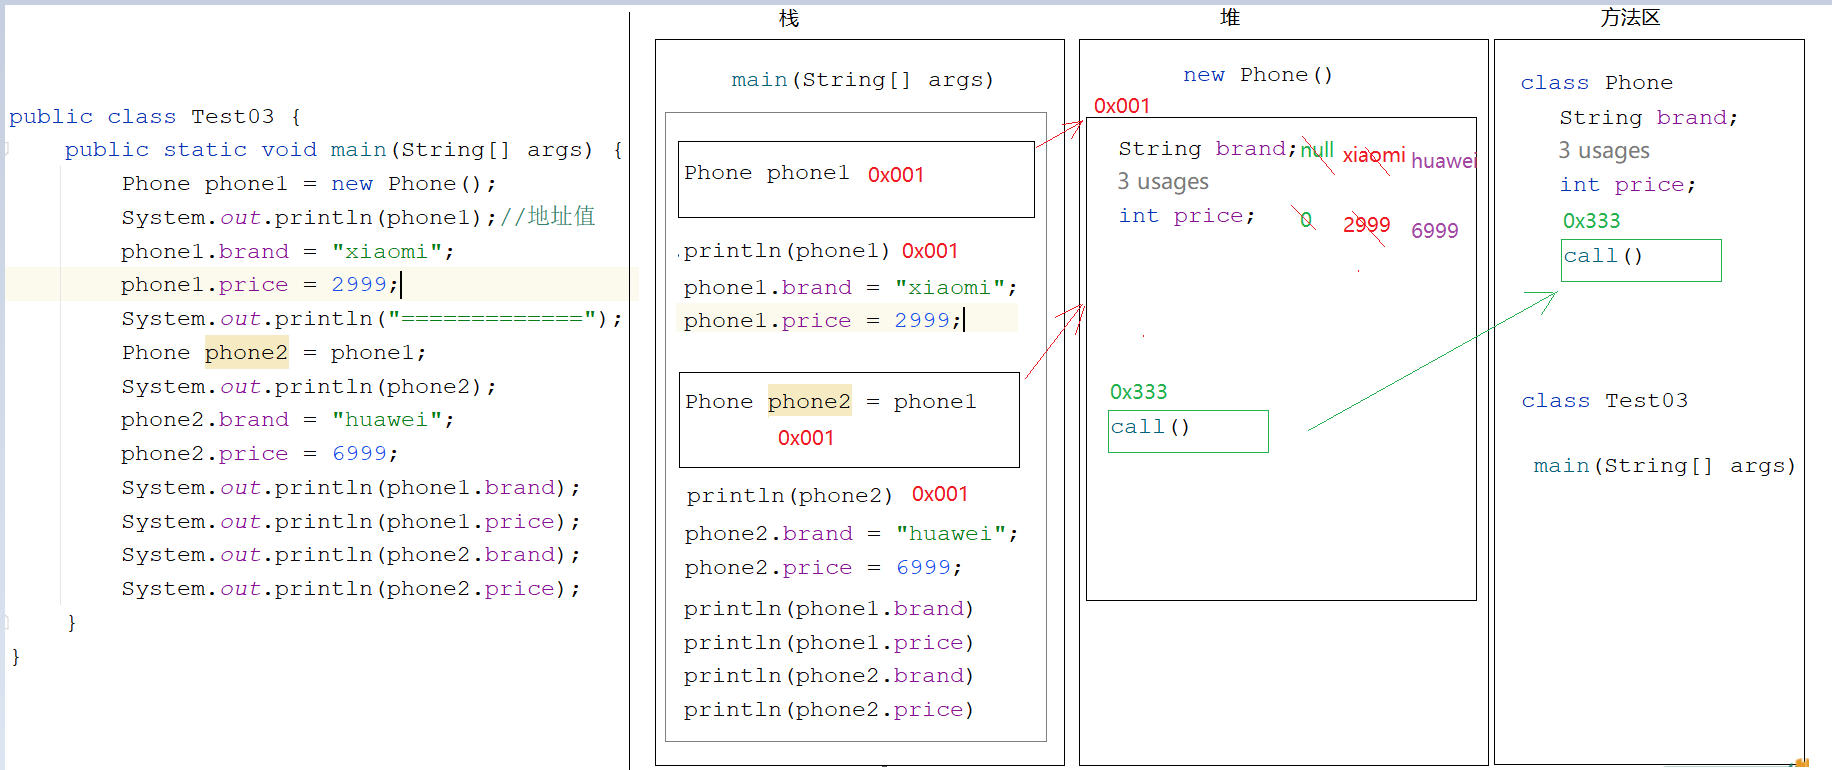 public class Test03 {
public static void main(String[] args) {
Phone phone1 = new Phone();
System.out.println(phone1);//地址值
phone1.brand = "xiaomi";
phone1.price = 2999;
System.out.println("=============");
Phone phone2 = phone1;
System.out.println(phone2);
phone2.brand = "huawei";
phone2.price = 6999;
System.out.println(phone1.brand);
System.out.println(phone1.price);
System.out.println(phone2.brand);
System.out.println(phone2.price);
}
}
栈
main(String[] args)
Phone phone1 0x001
.println(phone1) 0x001
phone1.brand = "xiaomi";
phone1.price = 2999;
Phone phone2 = phone1
0x001
println(phone2) 0x001
phone2.brand = "huawei";
phone2.price = 6999;
println(phone1.brand)
println(phone1.price)
println(phone2.brand)
println(phone2.price)
堆
new Phone()
0x001
String brand; null xiaomi huawei
3 usages
int price; 0 2999 6999
0x333
call()
方法区
class Phone
String brand;
3 usages
int price;
0x333
call()
class Test03
main(String[] args)